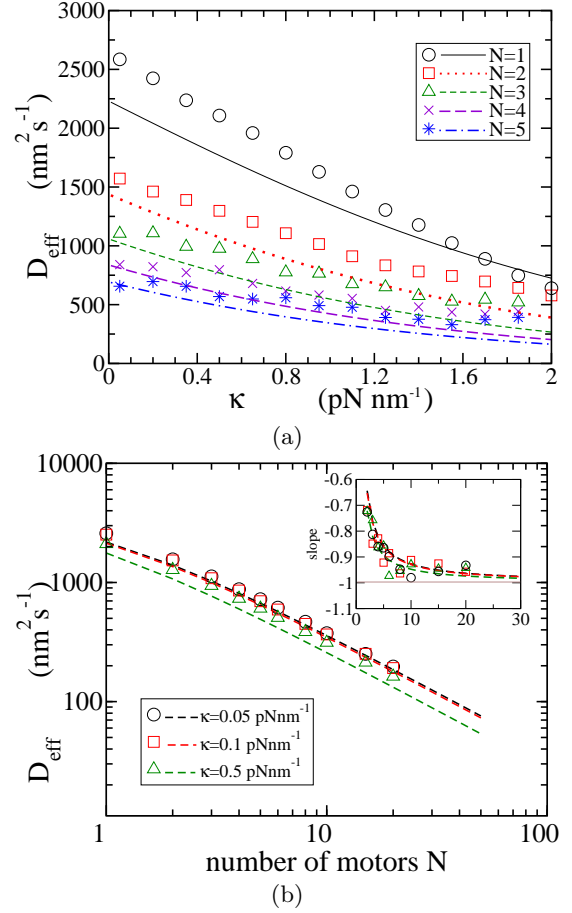 3000
2500
2000
1500
1000
500
0
D_eff (nm² s⁻¹)
N=1
N=2
N=3
N=4
N=5
0 0.4 0.8 1.2 1.6 2
κ (pN nm⁻¹)
(a)
10000
1000
100
D_eff (nm² s⁻¹)
-0.6
-0.7
-0.8
-0.9
-1
-1.1
slope
0 10 20 30
κ=0.05 pNnm⁻¹
κ=0.1 pNnm⁻¹
κ=0.5 pNnm⁻¹
1 10 100
number of motors N
(b)